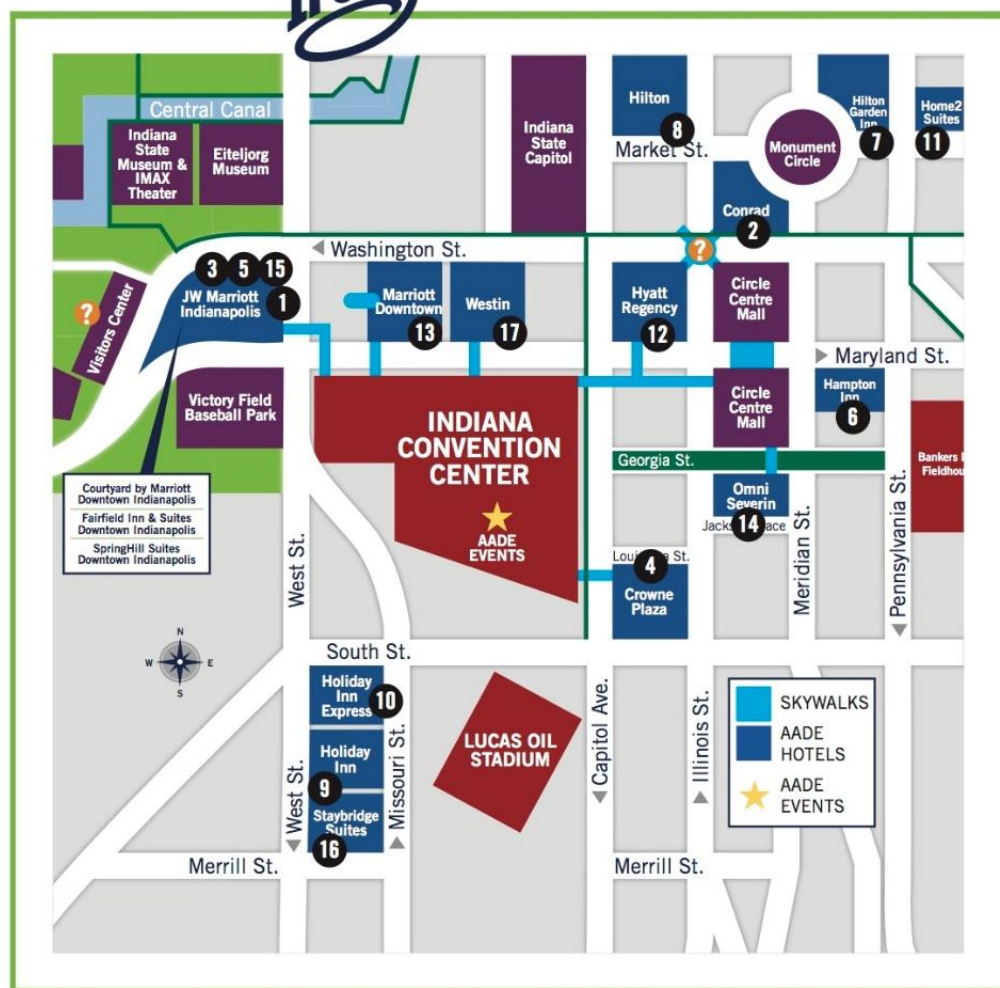 Central Canal
Indiana
State
Museum &
IMAX
Theater
Eiteljorg
Museum
Indiana
State
Capitol
Hilton
8
Market St.
Monument
Circle
Hilton
Garden
Inn
7
Home2
Suites
11
Conrad
2
Washington St.
?
3 5 15
JW Marriott
Indianapolis
1
Marriott
Downtown
13
Westin
17
Hyatt
Regency
12
Circle
Centre
Mall
?
Visitors Center
Maryland St.
Victory Field
Baseball Park
INDIANA
CONVENTION
CENTER
AADE
EVENTS
Circle
Centre
Mall
Hampton
Inn
6
Georgia St.
Bankers
Omni
Severin
14
Courtyard by Marriott
Downtown Indianapolis
Fairfield Inn & Suites
Downtown Indianapolis
SpringHill Suites
Downtown Indianapolis
West St.
4
Crowne
Plaza
Meridian St.
Pennsylvania St.
N
W E
S
South St.
Holiday
Inn
Express
10
Holiday
Inn
9
Staybridge
Suites
16
West St.
Missouri St.
LUCAS OIL
STADIUM
Capitol Ave.
Illinois St.
SKYWALKS
AADE
HOTELS
AADE
EVENTS
Merrill St.
Merrill St.